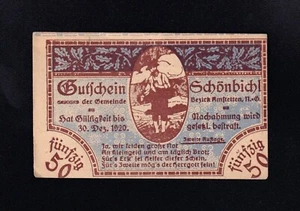 Gutschein Schönbichl
der Gemeinde Bezirk Amstetten, N.-Ö.
Hat Gültigkeit bis Nachahmung wird
30. Dez. 1920. gesetzl. bestraft.
Zweite Auflage.
Ja, wir leiden große Not
An Kleingeld und am täglich Brot;
Für's Erste sei Helfer dieser Schein,
Für's Zweite mög's der Herrgott sein!
fünfzig fünfzig
50 50